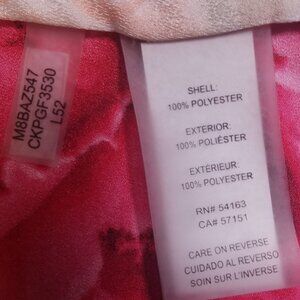 M8BAZ547
CKPGF3530
L52
SHELL:
100% POLYESTER
EXTERIOR:
100% POLIÉSTER
EXTÉRIEUR
100% POLYESTER
RN# 54163
CA# 57151
CARE ON REVERSE
CUIDADO AL REVERSO
SOIN SUR L'INVERSE